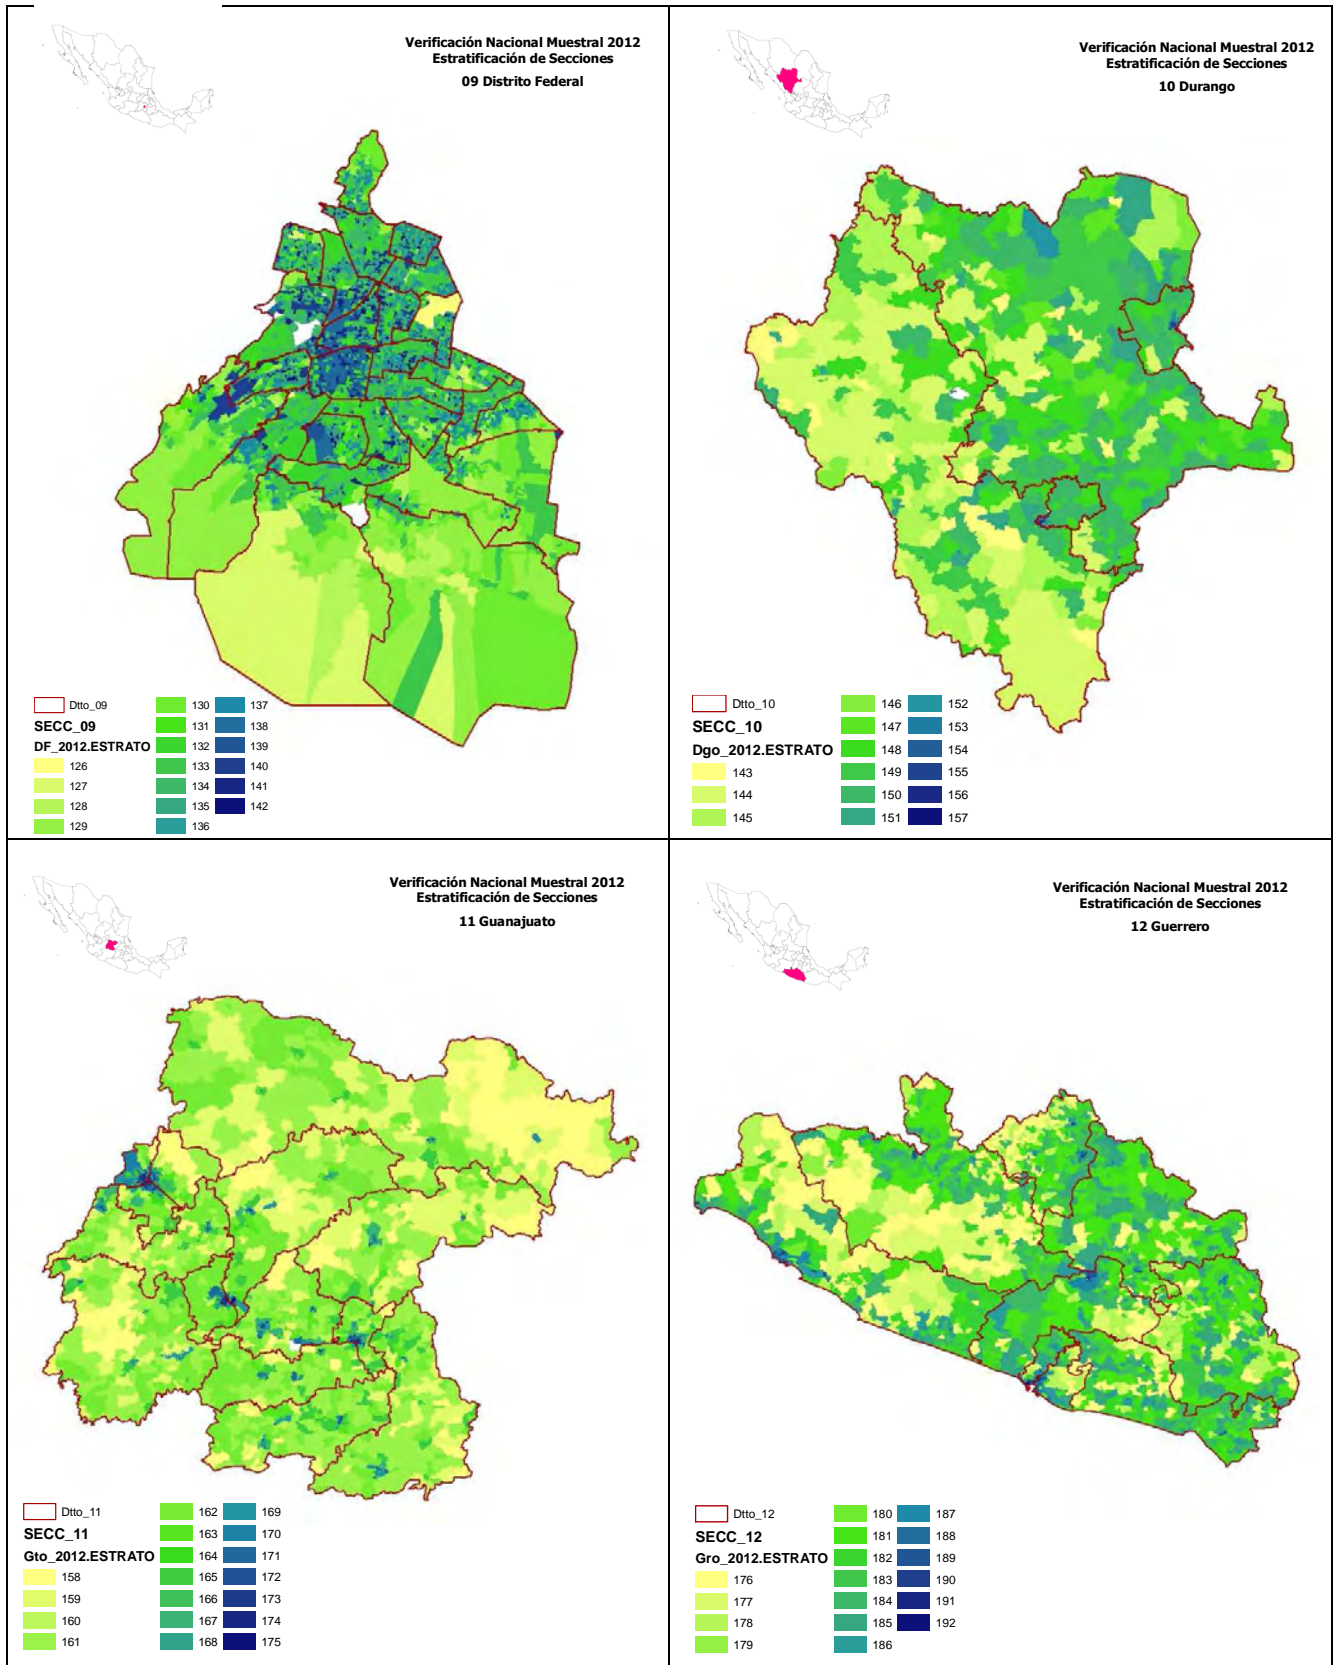 Verificación Nacional Muestral 2012
Estratificación de Secciones
09 Distrito Federal
Dtto_09
SECC_09
DF_2012.ESTRATO
126
127
128
129
130
131
132
133
134
135
136
137
138
139
140
141
142
Verificación Nacional Muestral 2012
Estratificación de Secciones
10 Durango
Dtto_10
SECC_10
Dgo_2012.ESTRATO
143
144
145
146
147
148
149
150
151
152
153
154
155
156
157
Verificación Nacional Muestral 2012
Estratificación de Secciones
11 Guanajuato
Dtto_11
SECC_11
Gto_2012.ESTRATO
158
159
160
161
162
163
164
165
166
167
168
169
170
171
172
173
174
175
Verificación Nacional Muestral 2012
Estratificación de Secciones
12 Guerrero
Dtto_12
SECC_12
Gro_2012.ESTRATO
176
177
178
179
180
181
182
183
184
185
186
187
188
189
190
191
192